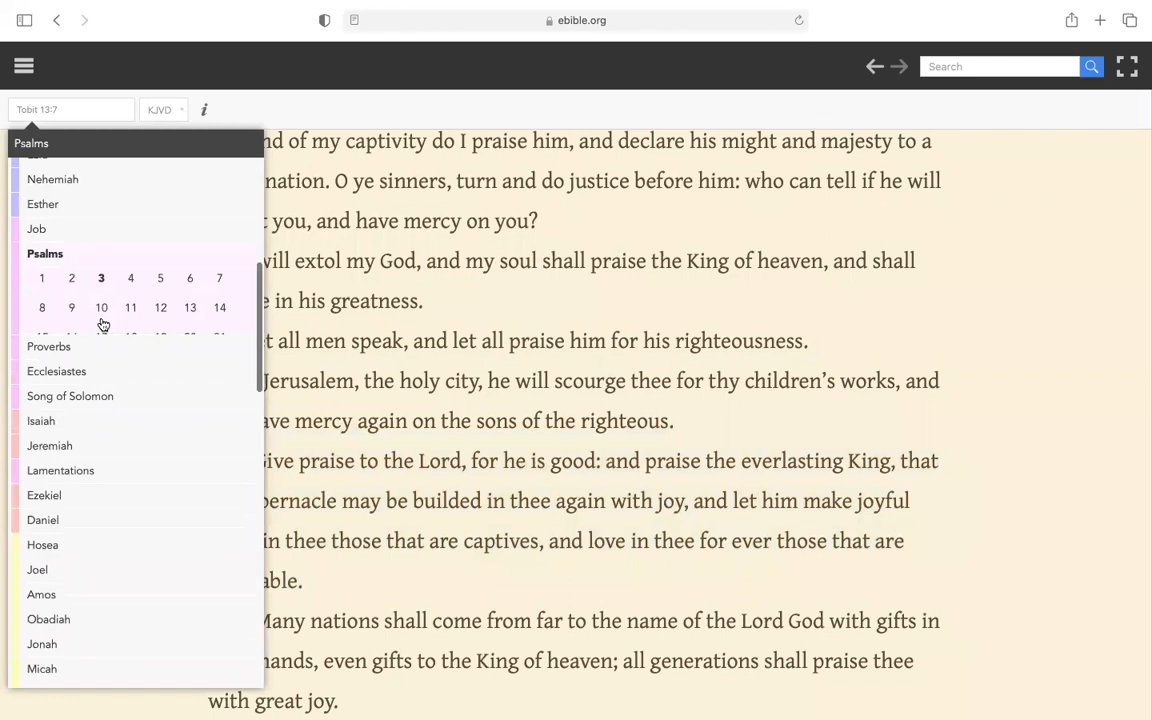 ebible.org
Search
Tobit 13:7
KJVD
i
Psalms
Nehemiah
Esther
Job
Psalms
1 2 3 4 5 6 7
8 9 10 11 12 13 14
Proverbs
Ecclesiastes
Song of Solomon
Isaiah
Jeremiah
Lamentations
Ezekiel
Daniel
Hosea
Joel
Amos
Obadiah
Jonah
Micah
of my captivity do I praise him, and declare his might and majesty to a
nation. O ye sinners, turn and do justice before him: who can tell if he will
you, and have mercy on you?
will extol my God, and my soul shall praise the King of heaven, and shall
in his greatness.
all men speak, and let all praise him for his righteousness.
Jerusalem, the holy city, he will scourge thee for thy children’s works, and
mercy again on the sons of the righteous.
Give praise to the Lord, for he is good: and praise the everlasting King, that
may be builded in thee again with joy, and let him make joyful
in thee those that are captives, and love in thee for ever those that are
Many nations shall come from far to the name of the Lord God with gifts in
hands, even gifts to the King of heaven; all generations shall praise thee
with great joy.